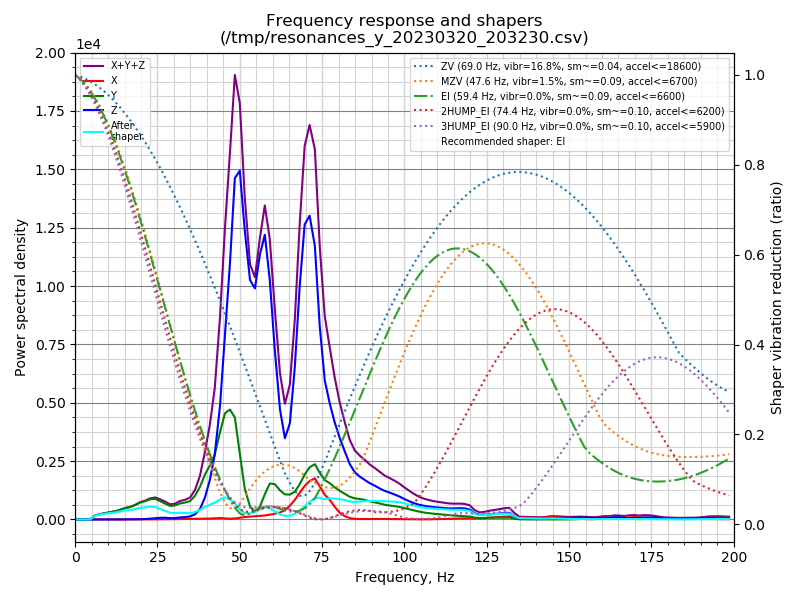 Frequency response and shapers
(/tmp/resonances_y_20230320_203230.csv)
1e4
2.00
1.75
1.50
1.25
1.00
0.75
0.50
0.25
0.00
Power spectral density
0
25
50
75
100
125
150
175
200
Frequency, Hz
1.0
0.8
0.6
0.4
0.2
0.0
Shaper vibration reduction (ratio)
X+Y+Z
X
Y
Z
After
shaper
ZV (69.0 Hz, vibr=16.8%, sm~=0.04, accel<=18600)
MZV (47.6 Hz, vibr=1.5%, sm~=0.09, accel<=6700)
EI (59.4 Hz, vibr=0.0%, sm~=0.09, accel<=6600)
2HUMP_EI (74.4 Hz, vibr=0.0%, sm~=0.10, accel<=6200)
3HUMP_EI (90.0 Hz, vibr=0.0%, sm~=0.10, accel<=5900)
Recommended shaper: EI